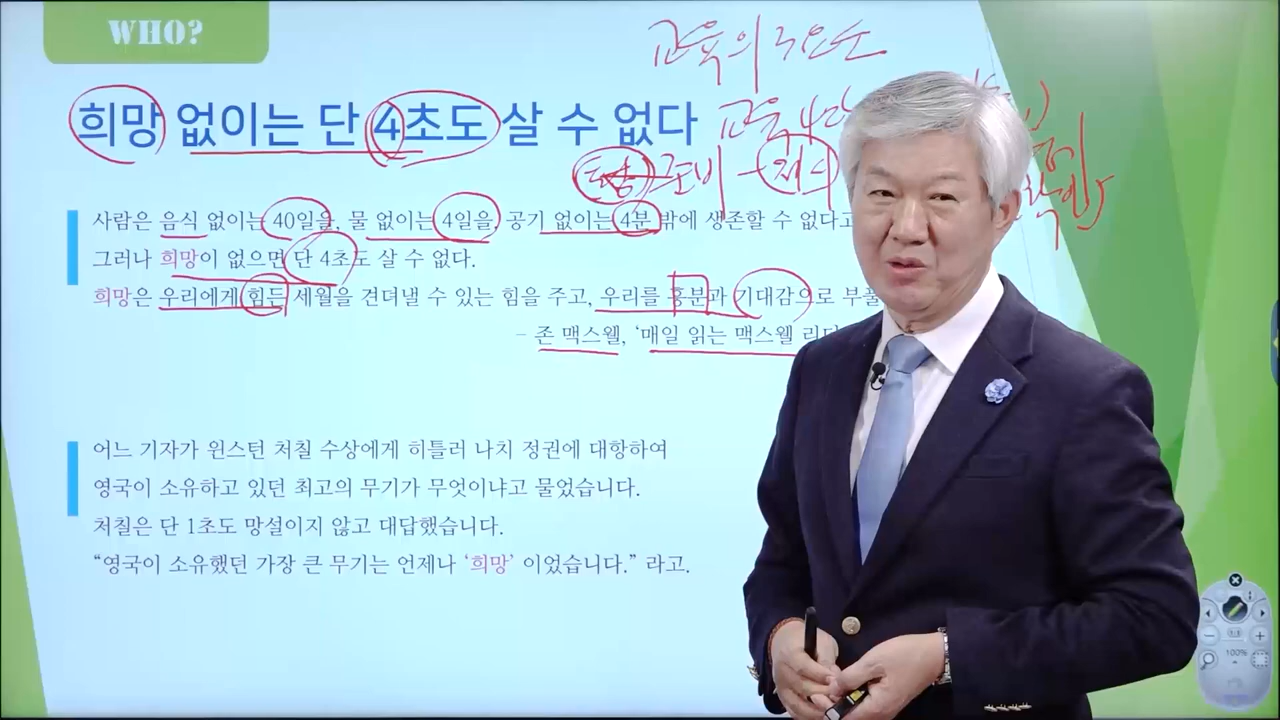 WHO?
교육의 주요소
희망 없이는 단 4초도 살 수 없다
교육
준비
사람은 음식 없이는 40일을, 물 없이는 4일을, 공기 없이는 4분 밖에 생존할 수 없다고
그러나 희망이 없으면 단 4초도 살 수 없다.
희망은 우리에게 힘든 세월을 견뎌낼 수 있는 힘을 주고, 우리를 흥분과 기대감으로 부풀
- 존 맥스웰, ‘매일 읽는 맥스웰 리더
어느 기자가 윈스턴 처칠 수상에게 히틀러 나치 정권에 대항하여
영국이 소유하고 있던 최고의 무기가 무엇이냐고 물었습니다.
처칠은 단 1초도 망설이지 않고 대답했습니다.
“영국이 소유했던 가장 큰 무기는 언제나 ‘희망’ 이었습니다.” 라고.
1:1
100%